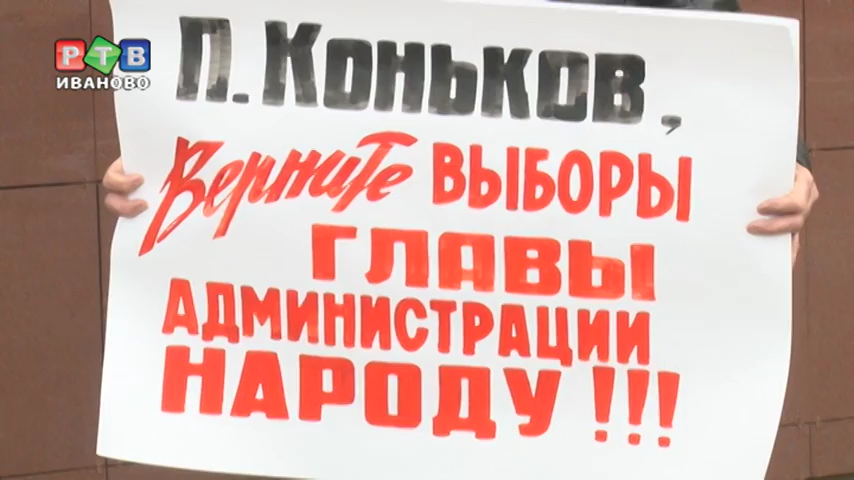 РТВ
ИВАНОВО
П. КОНЬКОВ,
Верните ВЫБОРЫ
ГЛАВЫ
АДМИНИСТРАЦИИ
НАРОДУ!!!